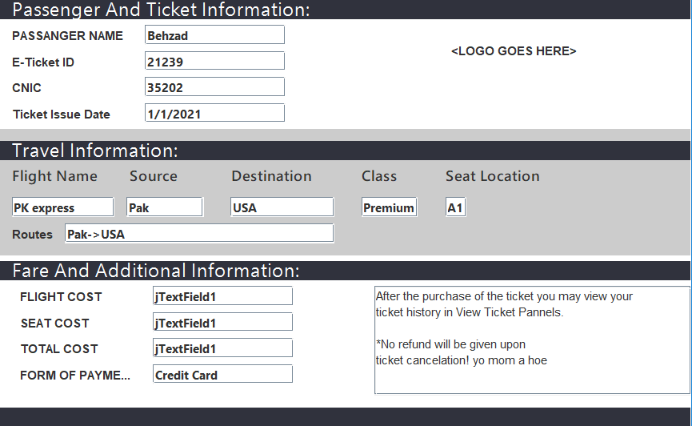 Passenger And Ticket Information:
PASSANGER NAME Behzad
<LOGO GOES HERE>
E-Ticket ID 21239
CNIC 35202
Ticket Issue Date 1/1/2021
Travel Information:
Flight Name Source Destination Class Seat Location
PK express Pak USA Premium A1
Routes Pak->USA
Fare And Additional Information:
FLIGHT COST jTextField1
SEAT COST jTextField1
TOTAL COST jTextField1
FORM OF PAYME... Credit Card
After the purchase of the ticket you may view your
ticket history in View Ticket Pannels.
*No refund will be given upon
ticket cancelation! yo mom a hoe